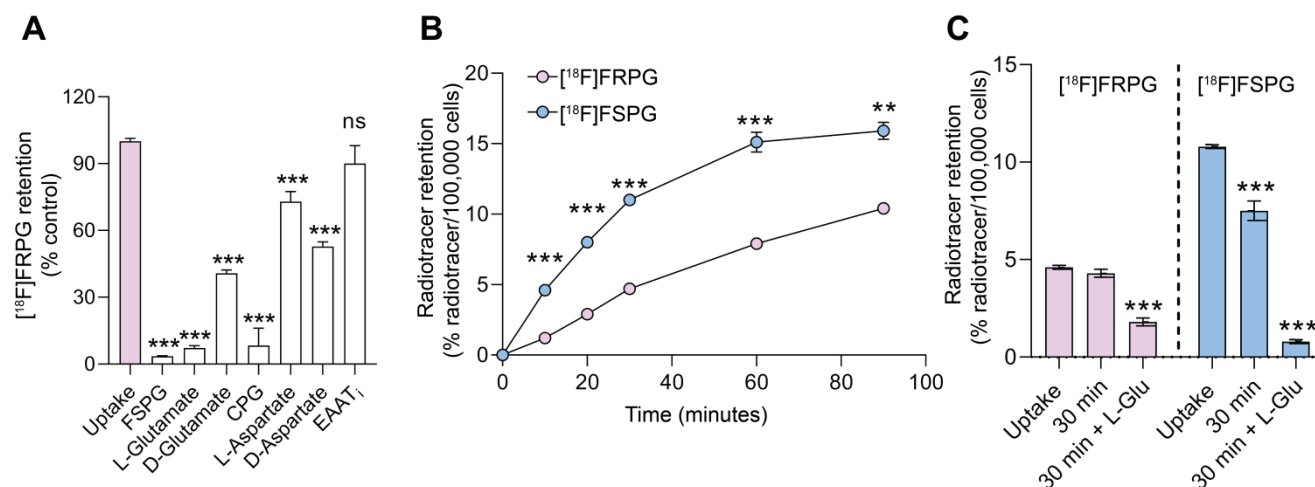 A
[¹⁸F]FRPG retention
(% control)
120
90
60
30
0
***
***
***
***
***
***
ns
Uptake
FSPG
L-Glutamate
D-Glutamate
CPG
L-Aspartate
D-Aspartate
EAATᵢ
B
Radiotracer retention
(% radiotracer/100,000 cells)
20
15
10
5
0
[¹⁸F]FRPG
[¹⁸F]FSPG
***
***
***
***
**
0
20
40
60
80
100
Time (minutes)
C
Radiotracer retention
(% radiotracer/100,000 cells)
15
10
5
0
[¹⁸F]FRPG
[¹⁸F]FSPG
***
***
***
Uptake
30 min
30 min + L-Glu
Uptake
30 min
30 min + L-Glu